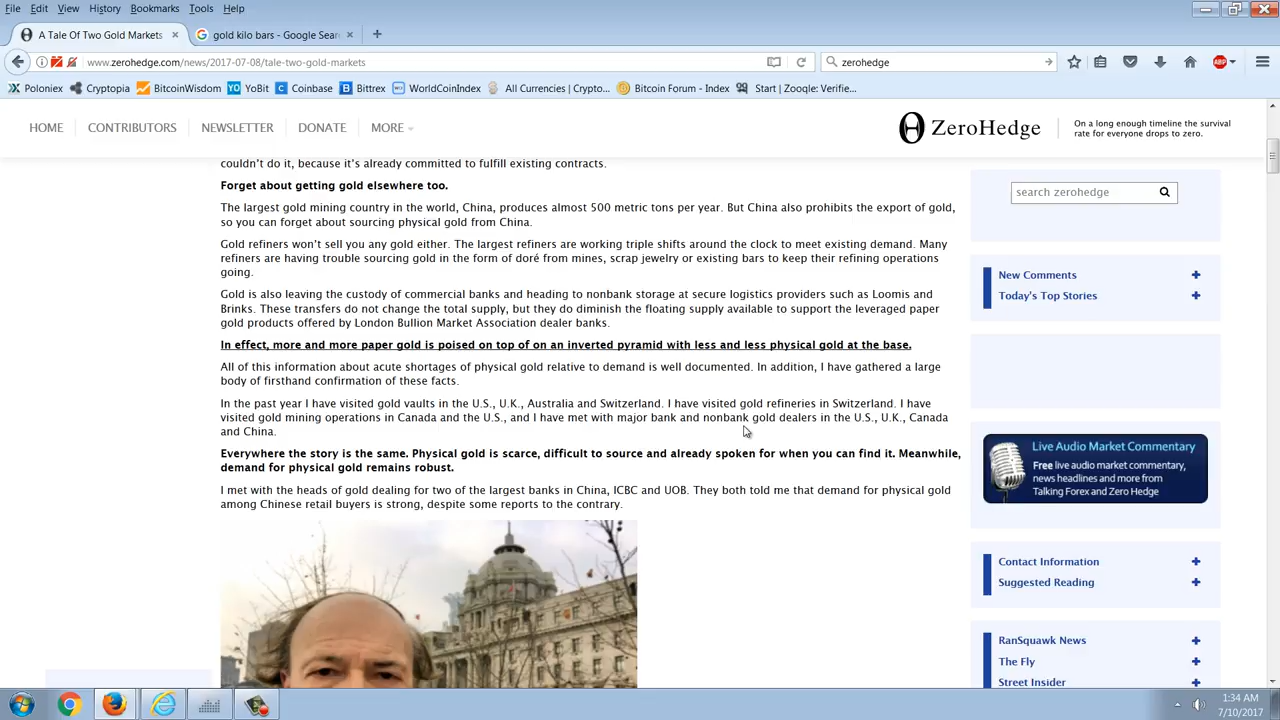 File Edit View History Bookmarks Tools Help
A Tale Of Two Gold Markets × gold kilo bars - Google Sear × +
www.zerohedge.com/news/2017-07-08/tale-two-gold-markets zerohedge ABP
Poloniex Cryptopia BitcoinWisdom YO YoBit C Coinbase B Bittrex WorldCoinIndex All Currencies | Crypto... Bitcoin Forum - Index Start | Zooqle: Verifie...
HOME CONTRIBUTORS NEWSLETTER DONATE MORE
ZeroHedge
On a long enough timeline the survival
rate for everyone drops to zero.
couldn't do it, because it's already committed to fulfill existing contracts.
Forget about getting gold elsewhere too.
The largest gold mining country in the world, China, produces almost 500 metric tons per year. But China also prohibits the export of gold,
so you can forget about sourcing physical gold from China.
Gold refiners won't sell you any gold either. The largest refiners are working triple shifts around the clock to meet existing demand. Many
refiners are having trouble sourcing gold in the form of doré from mines, scrap jewelry or existing bars to keep their refining operations
going.
Gold is also leaving the custody of commercial banks and heading to nonbank storage at secure logistics providers such as Loomis and
Brinks. These transfers do not change the total supply, but they do diminish the floating supply available to support the leveraged paper
gold products offered by London Bullion Market Association dealer banks.
In effect, more and more paper gold is poised on top of on an inverted pyramid with less and less physical gold at the base.
All of this information about acute shortages of physical gold relative to demand is well documented. In addition, I have gathered a large
body of firsthand confirmation of these facts.
In the past year I have visited gold vaults in the U.S., U.K., Australia and Switzerland. I have visited gold refineries in Switzerland. I have
visited gold mining operations in Canada and the U.S., and I have met with major bank and nonbank gold dealers in the U.S., U.K., Canada
and China.
Everywhere the story is the same. Physical gold is scarce, difficult to source and already spoken for when you can find it. Meanwhile,
demand for physical gold remains robust.
I met with the heads of gold dealing for two of the largest banks in China, ICBC and UOB. They both told me that demand for physical gold
among Chinese retail buyers is strong, despite some reports to the contrary.
search zerohedge
New Comments +
Today's Top Stories +
Live Audio Market Commentary
Free live audio market commentary,
news headlines and more from
Talking Forex and Zero Hedge
Contact Information +
Suggested Reading +
RanSquawk News +
The Fly +
Street Insider +
1:34 AM
7/10/2017